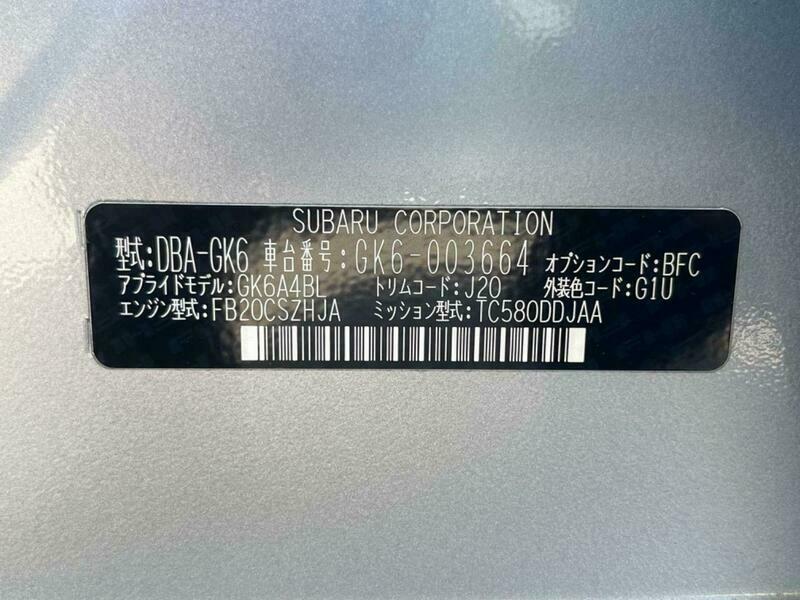 SUBARU CORPORATION
型式:DBA-GK6 車台番号:GK6-003664 オプションコード:BFC
アプライドモデル:GK6A4BL トリムコード:J20 外装色コード:G1U
エンジン型式:FB20CSZHJA ミッション型式:TC580DDJAA